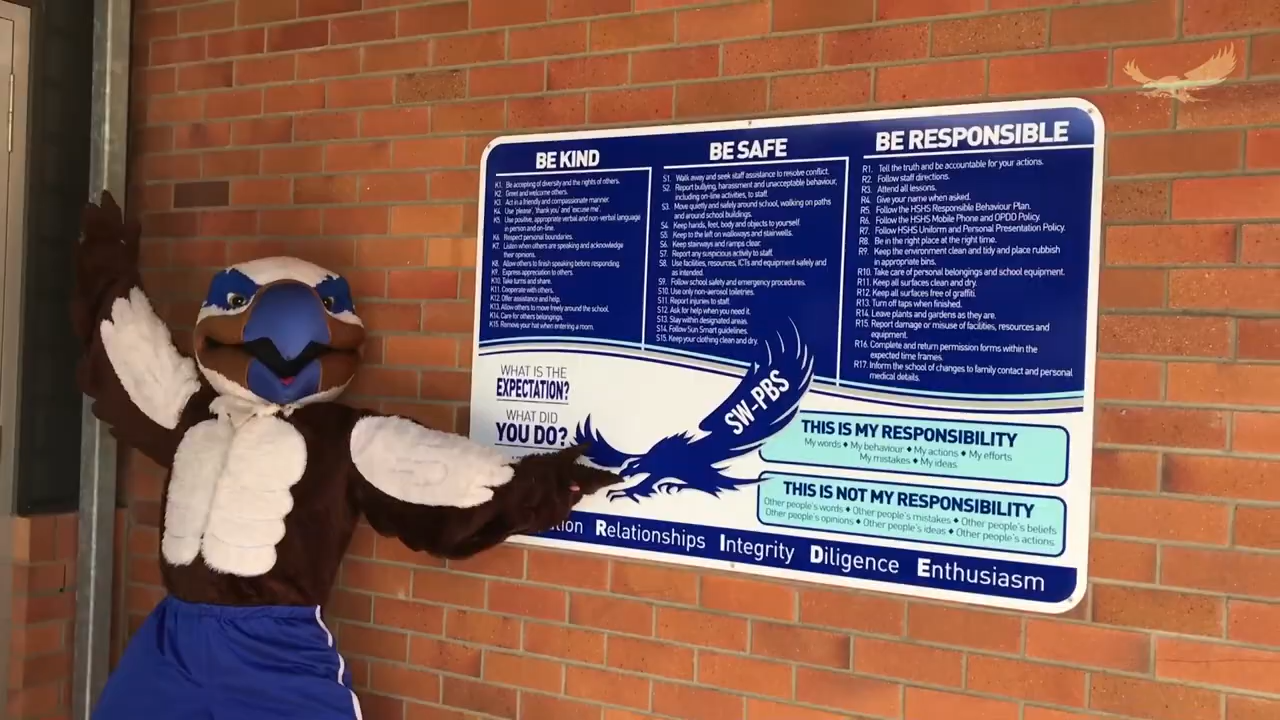 BE KIND
K1. Be accepting of diversity and the rights of others.
K2. Greet and welcome others.
K3. Act in a friendly and compassionate manner.
K4. Use 'please', 'thank you' and 'excuse me'.
K5. Use positive, appropriate verbal and non-verbal language
in person and on-line.
K6. Respect personal boundaries.
K7. Listen when others are speaking and acknowledge
their opinions.
K8. Allow others to finish speaking before responding.
K9. Express appreciation to others.
K10. Take turns and share.
K11. Cooperate with others.
K12. Offer assistance and help.
K13. Allow others to move freely around the school.
K14. Care for others belongings.
K15. Remove your hat when entering a room.
BE SAFE
S1. Walk away and seek staff assistance to resolve conflict.
S2. Report bullying, harassment and unacceptable behaviour,
including on-line activities, to staff.
S3. Move quietly and safely around school, walking on paths
and around school buildings.
S4. Keep hands, feet, body and objects to yourself.
S5. Keep to the left on walkways and stairwells.
S6. Keep stairways and ramps clear.
S7. Report any suspicious activity to staff.
S8. Use facilities, resources, ICTs and equipment safely and
as intended.
S9. Follow school safety and emergency procedures.
S10. Use only non-aerosol toiletries.
S11. Report injuries to staff.
S12. Ask for help when you need it.
S13. Stay within designated areas.
S14. Follow Sun Smart guidelines.
S15. Keep your clothing clean and dry.
BE RESPONSIBLE
R1. Tell the truth and be accountable for your actions.
R2. Follow staff directions.
R3. Attend all lessons.
R4. Give your name when asked.
R5. Follow the HSHS Responsible Behaviour Plan.
R6. Follow the HSHS Mobile Phone and OPDD Policy.
R7. Follow HSHS Uniform and Personal Presentation Policy.
R8. Be in the right place at the right time.
R9. Keep the environment clean and tidy and place rubbish
in appropriate bins.
R10. Take care of personal belongings and school equipment.
R11. Keep all surfaces clean and dry.
R12. Keep all surfaces free of graffiti.
R13. Turn off taps when finished.
R14. Leave plants and gardens as they are.
R15. Report damage or misuse of facilities, resources and
equipment.
R16. Complete and return permission forms within the
expected time frames.
R17. Inform the school of changes to family contact and personal
medical details.
WHAT IS THE
EXPECTATION?
WHAT DID
YOU DO?
SW-PBS
THIS IS MY RESPONSIBILITY
My words ♦ My behaviour ♦ My actions ♦ My efforts
My mistakes ♦ My ideas
THIS IS NOT MY RESPONSIBILITY
Other people's words ♦ Other people's mistakes ♦ Other people's beliefs
Other people's opinions ♦ Other people's ideas ♦ Other people's actions
Relationships Integrity Diligence Enthusiasm